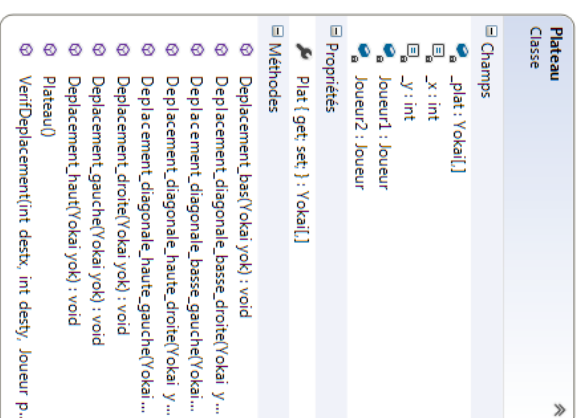 Plateau
Classe
Champs
_plat : Yokai[,]
_x : int
_y : int
Joueur1 : Joueur
Joueur2 : Joueur
Propriétés
Plat { get; set; } : Yokai[,]
Méthodes
Deplacement_bas(Yokai yok) : void
Deplacement_diagonale_basse_droite(Yokai y...
Deplacement_diagonale_basse_gauche(Yokai...
Deplacement_diagonale_haute_droite(Yokai y...
Deplacement_diagonale_haute_gauche(Yokai...
Deplacement_droite(Yokai yok) : void
Deplacement_gauche(Yokai yok) : void
Deplacement_haut(Yokai yok) : void
Plateau()
VerifDeplacement(int destx, int desty, Joueur p...